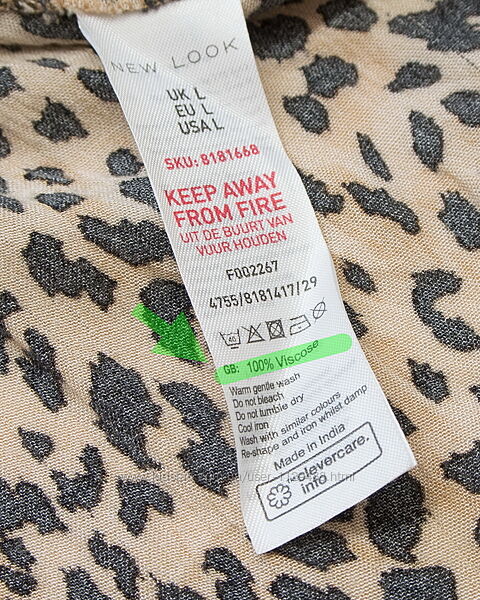 NEW LOOK
UK L
EU L
USA L
SKU: 8181668
KEEP AWAY
FROM FIRE
UIT DE BUURT VAN
VUUR HOUDEN
F002267
4755/8181417/29
40
GB: 100% Viscose
Warm gentle wash
Do not bleach
Do not tumble dry
Cool iron
Wash with similar colours
Re-shape and iron whilst damp
Made in India
clevercare.
info